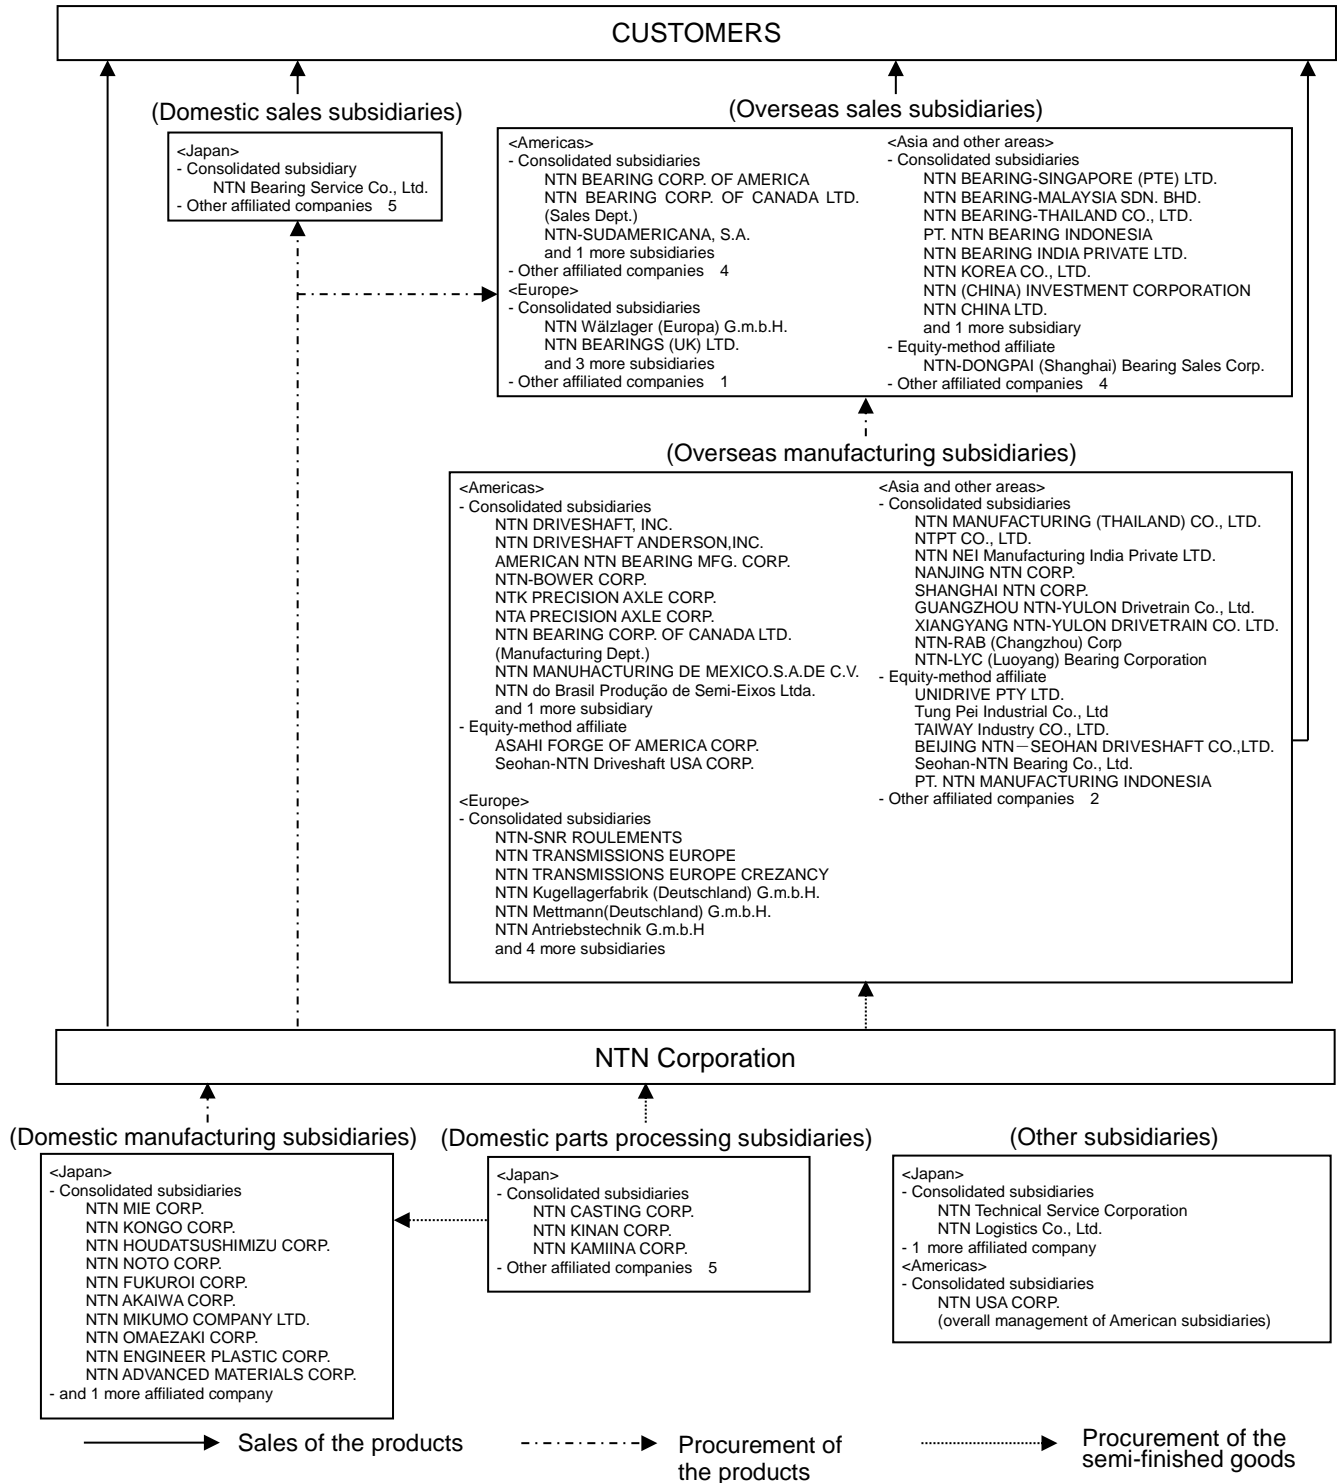 CUSTOMERS
(Domestic sales subsidiaries)
<Japan>
- Consolidated subsidiary
NTN Bearing Service Co., Ltd.
- Other affiliated companies 5
(Overseas sales subsidiaries)
<Americas>
- Consolidated subsidiaries
NTN BEARING CORP. OF AMERICA
NTN BEARING CORP. OF CANADA LTD.
(Sales Dept.)
NTN-SUDAMERICANA, S.A.
and 1 more subsidiaries
- Other affiliated companies 4
<Europe>
- Consolidated subsidiaries
NTN Wälzlager (Europa) G.m.b.H.
NTN BEARINGS (UK) LTD.
and 3 more subsidiaries
- Other affiliated companies 1
<Asia and other areas>
- Consolidated subsidiaries
NTN BEARING-SINGAPORE (PTE) LTD.
NTN BEARING-MALAYSIA SDN. BHD.
NTN BEARING-THAILAND CO., LTD.
PT. NTN BEARING INDONESIA
NTN BEARING INDIA PRIVATE LTD.
NTN KOREA CO., LTD.
NTN (CHINA) INVESTMENT CORPORATION
NTN CHINA LTD.
and 1 more subsidiary
- Equity-method affiliate
NTN-DONGPAI (Shanghai) Bearing Sales Corp.
- Other affiliated companies 4
(Overseas manufacturing subsidiaries)
<Americas>
- Consolidated subsidiaries
NTN DRIVESHAFT, INC.
NTN DRIVESHAFT ANDERSON,INC.
AMERICAN NTN BEARING MFG. CORP.
NTN-BOWER CORP.
NTK PRECISION AXLE CORP.
NTA PRECISION AXLE CORP.
NTN BEARING CORP. OF CANADA LTD.
(Manufacturing Dept.)
NTN MANUHACTURING DE MEXICO.S.A.DE C.V.
NTN do Brasil Produção de Semi-Eixos Ltda.
and 1 more subsidiary
- Equity-method affiliate
ASAHI FORGE OF AMERICA CORP.
Seohan-NTN Driveshaft USA CORP.
<Europe>
- Consolidated subsidiaries
NTN-SNR ROULEMENTS
NTN TRANSMISSIONS EUROPE
NTN TRANSMISSIONS EUROPE CREZANCY
NTN Kugellagerfabrik (Deutschland) G.m.b.H.
NTN Mettmann(Deutschland) G.m.b.H.
NTN Antriebstechnik G.m.b.H
and 4 more subsidiaries
<Asia and other areas>
- Consolidated subsidiaries
NTN MANUFACTURING (THAILAND) CO., LTD.
NTPT CO., LTD.
NTN NEI Manufacturing India Private LTD.
NANJING NTN CORP.
SHANGHAI NTN CORP.
GUANGZHOU NTN-YULON Drivetrain Co., Ltd.
XIANGYANG NTN-YULON DRIVETRAIN CO. LTD.
NTN-RAB (Changzhou) Corp
NTN-LYC (Luoyang) Bearing Corporation
- Equity-method affiliate
UNIDRIVE PTY LTD.
Tung Pei Industrial Co., Ltd
TAIWAY Industry CO., LTD.
BEIJING NTN－SEOHAN DRIVESHAFT CO.,LTD.
Seohan-NTN Bearing Co., Ltd.
PT. NTN MANUFACTURING INDONESIA
- Other affiliated companies 2
NTN Corporation
(Domestic manufacturing subsidiaries)
<Japan>
- Consolidated subsidiaries
NTN MIE CORP.
NTN KONGO CORP.
NTN HOUDATSUSHIMIZU CORP.
NTN NOTO CORP.
NTN FUKUROI CORP.
NTN AKAIWA CORP.
NTN MIKUMO COMPANY LTD.
NTN OMAEZAKI CORP.
NTN ENGINEER PLASTIC CORP.
NTN ADVANCED MATERIALS CORP.
- and 1 more affiliated company
(Domestic parts processing subsidiaries)
<Japan>
- Consolidated subsidiaries
NTN CASTING CORP.
NTN KINAN CORP.
NTN KAMIINA CORP.
- Other affiliated companies 5
(Other subsidiaries)
<Japan>
- Consolidated subsidiaries
NTN Technical Service Corporation
NTN Logistics Co., Ltd.
- 1 more affiliated company
<Americas>
- Consolidated subsidiaries
NTN USA CORP.
(overall management of American subsidiaries)
Sales of the products
Procurement of
the products
Procurement of the
semi-finished goods